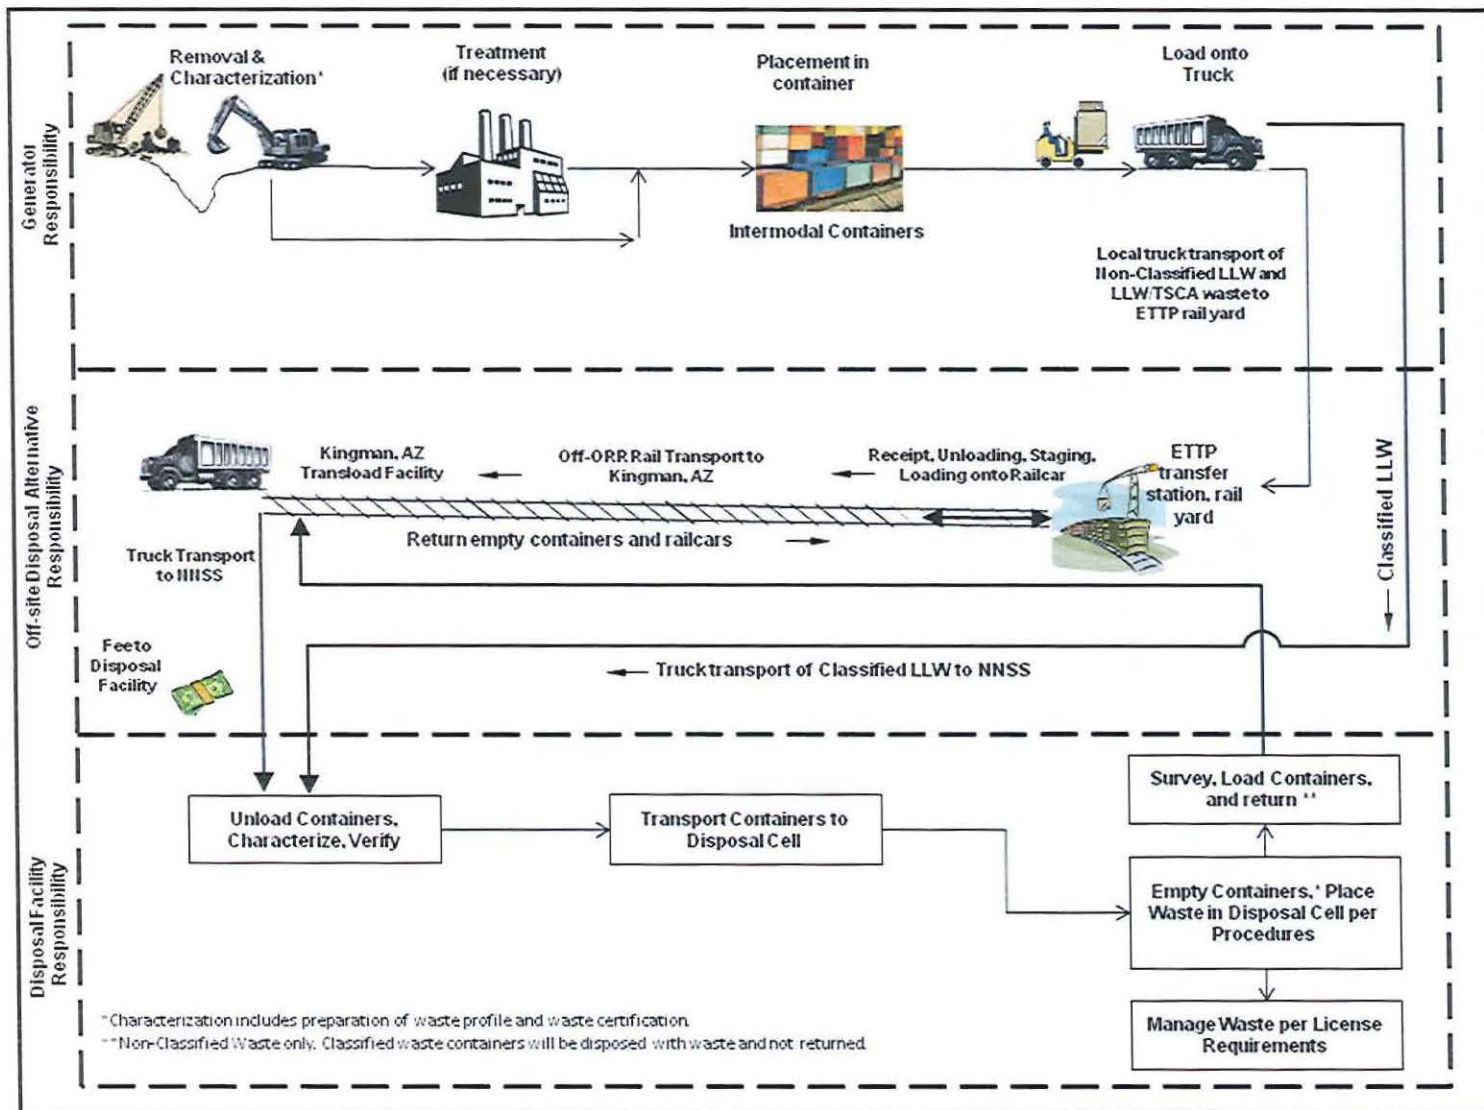 Removal &
Characterization*
Treatment
(if necessary)
Placement in
container
Load onto
Truck
Generator
Responsibility
Intermodal Containers
Local truck transport of
Non-Classified LLW and
LLW/TSCA waste to
ETTP rail yard
Off-site Disposal Alternative
Responsibility
Kingman, AZ
Transload Facility
Off-ORR Rail Transport to
Kingman, AZ
Receipt, Unloading, Staging,
Loading onto Railcar
ETTP
transfer
station, rail
yard
Classified LLW
Return empty containers and railcars
Truck Transport
to NNSS
Fee to
Disposal
Facility
Truck transport of Classified LLW to NNSS
Disposal Facility
Responsibility
Unload Containers,
Characterize, Verify
Transport Containers to
Disposal Cell
Survey, Load Containers,
and return **
Empty Containers,* Place
Waste in Disposal Cell per
Procedures
Manage Waste per License
Requirements
*Characterization includes preparation of waste profile and waste certification.
**Non-Classified Waste only. Classified waste containers will be disposed with waste and not returned.